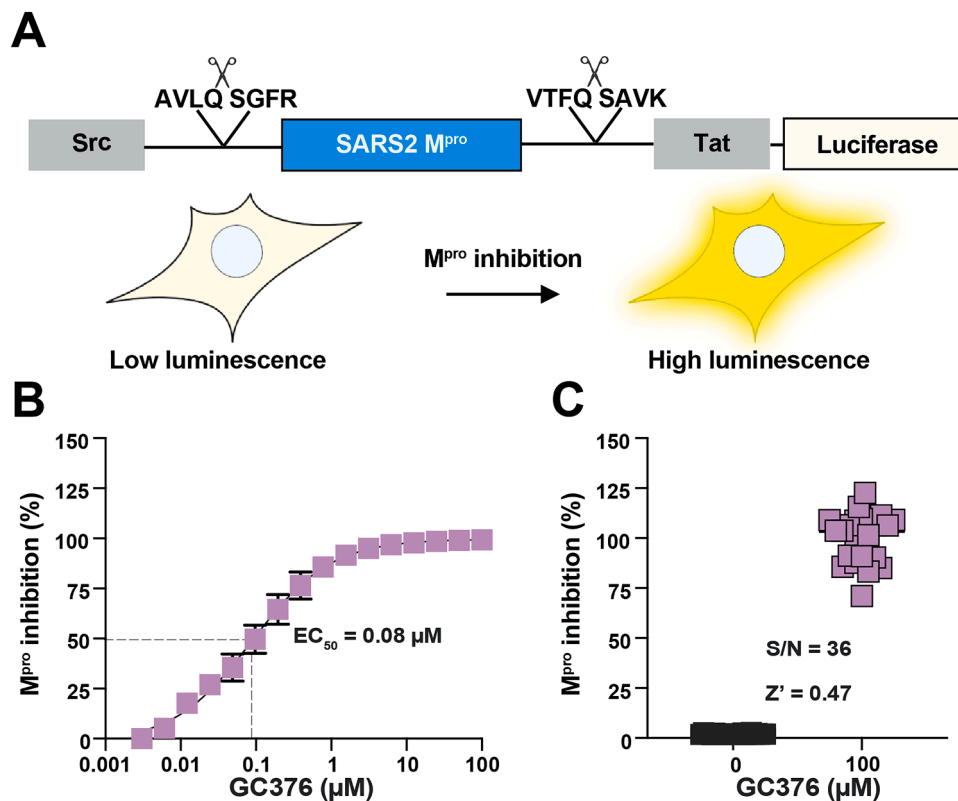 A
AVLQ SGFR
VTFQ SAVK
Src
SARS2 Mᵖʳᵒ
Tat
Luciferase
Mᵖʳᵒ inhibition
Low luminescence
High luminescence
B
C
150
125
100
75
50
25
0
Mᵖʳᵒ inhibition (%)
EC₅₀ = 0.08 µM
0.001
0.01
0.1
1
10
100
GC376 (µM)
150
125
100
75
50
25
0
Mᵖʳᵒ inhibition (%)
S/N = 36
Z' = 0.47
0
100
GC376 (µM)